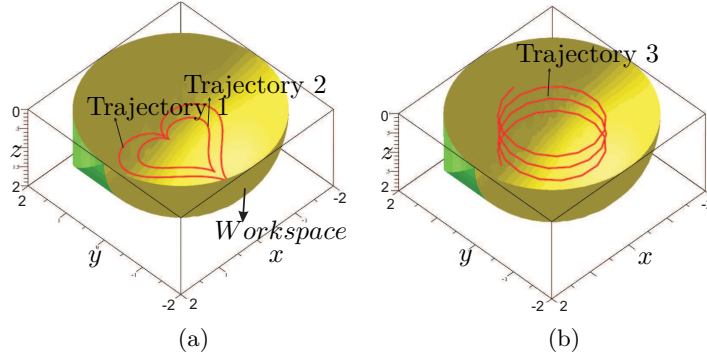 Trajectory 2
Trajectory 1
0
z
2
2
y
Workspace
x
-2
-2 2
(a)
Trajectory 3
0
z
2
2
y
x
-2
-2 2
(b)